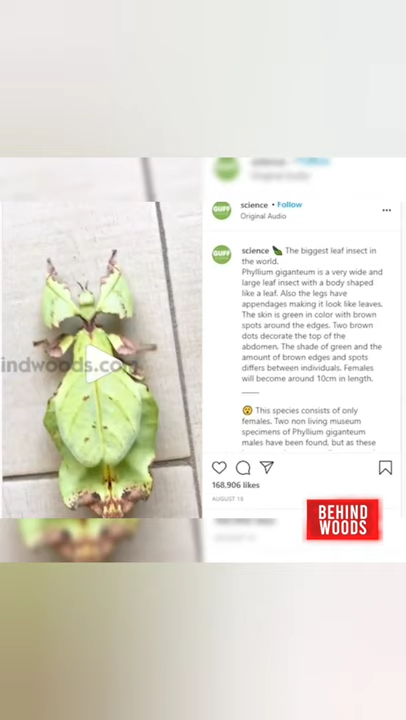 science • Follow
Original Audio
science The biggest leaf insect in
the world.
Phyllium giganteum is a very wide and
large leaf insect with a body shaped
like a leaf. Also the legs have
appendages making it look like leaves.
The skin is green in color with brown
spots around the edges. Two brown
dots decorate the top of the
abdomen. The shade of green and the
amount of brown edges and spots
differs between individuals. Females
will become around 10cm in length.
This species consists of only
females. Two non living museum
specimens of Phyllium giganteum
males have been found, but as these
168,906 likes
GUFF
GUFF
indwoods.com
BEHIND
WOODS